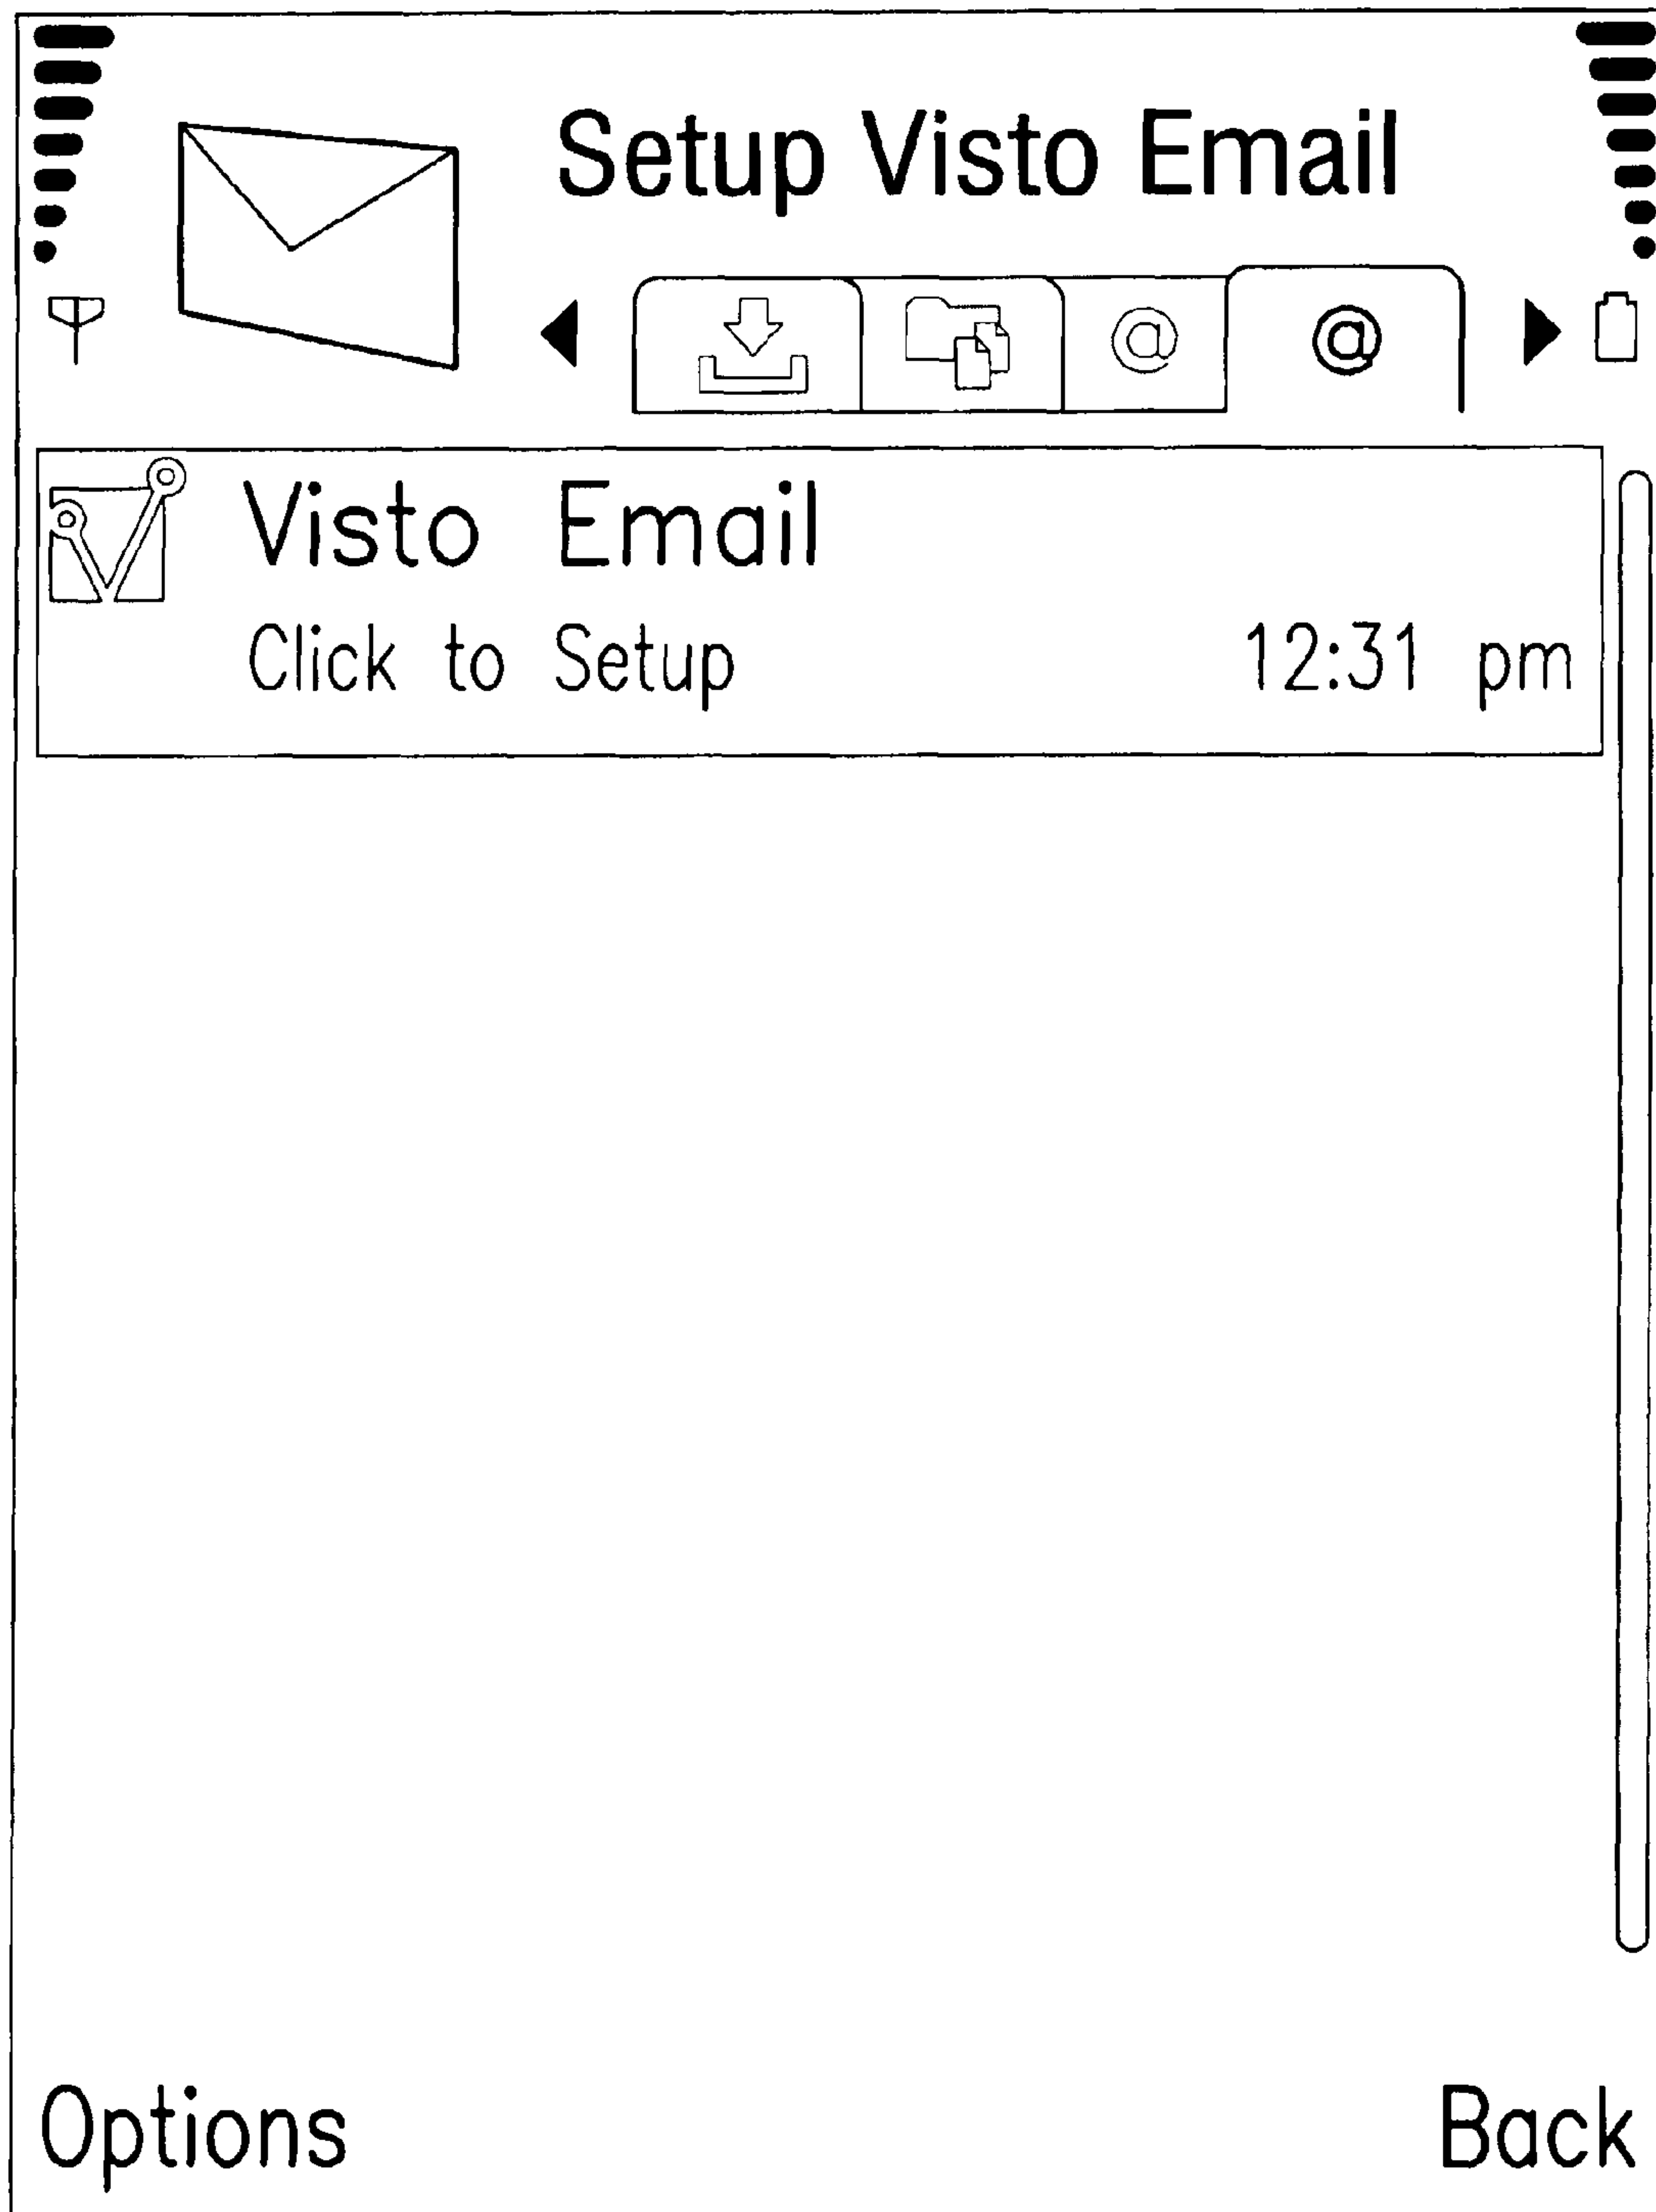 Setup Visto Email
@ @
Visto Email
Click to Setup 12:31 pm
Options Back